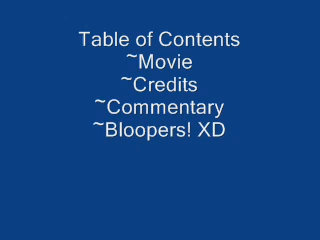 Table of Contents
~Movie
~Credits
~Commentary
~Bloopers! XD